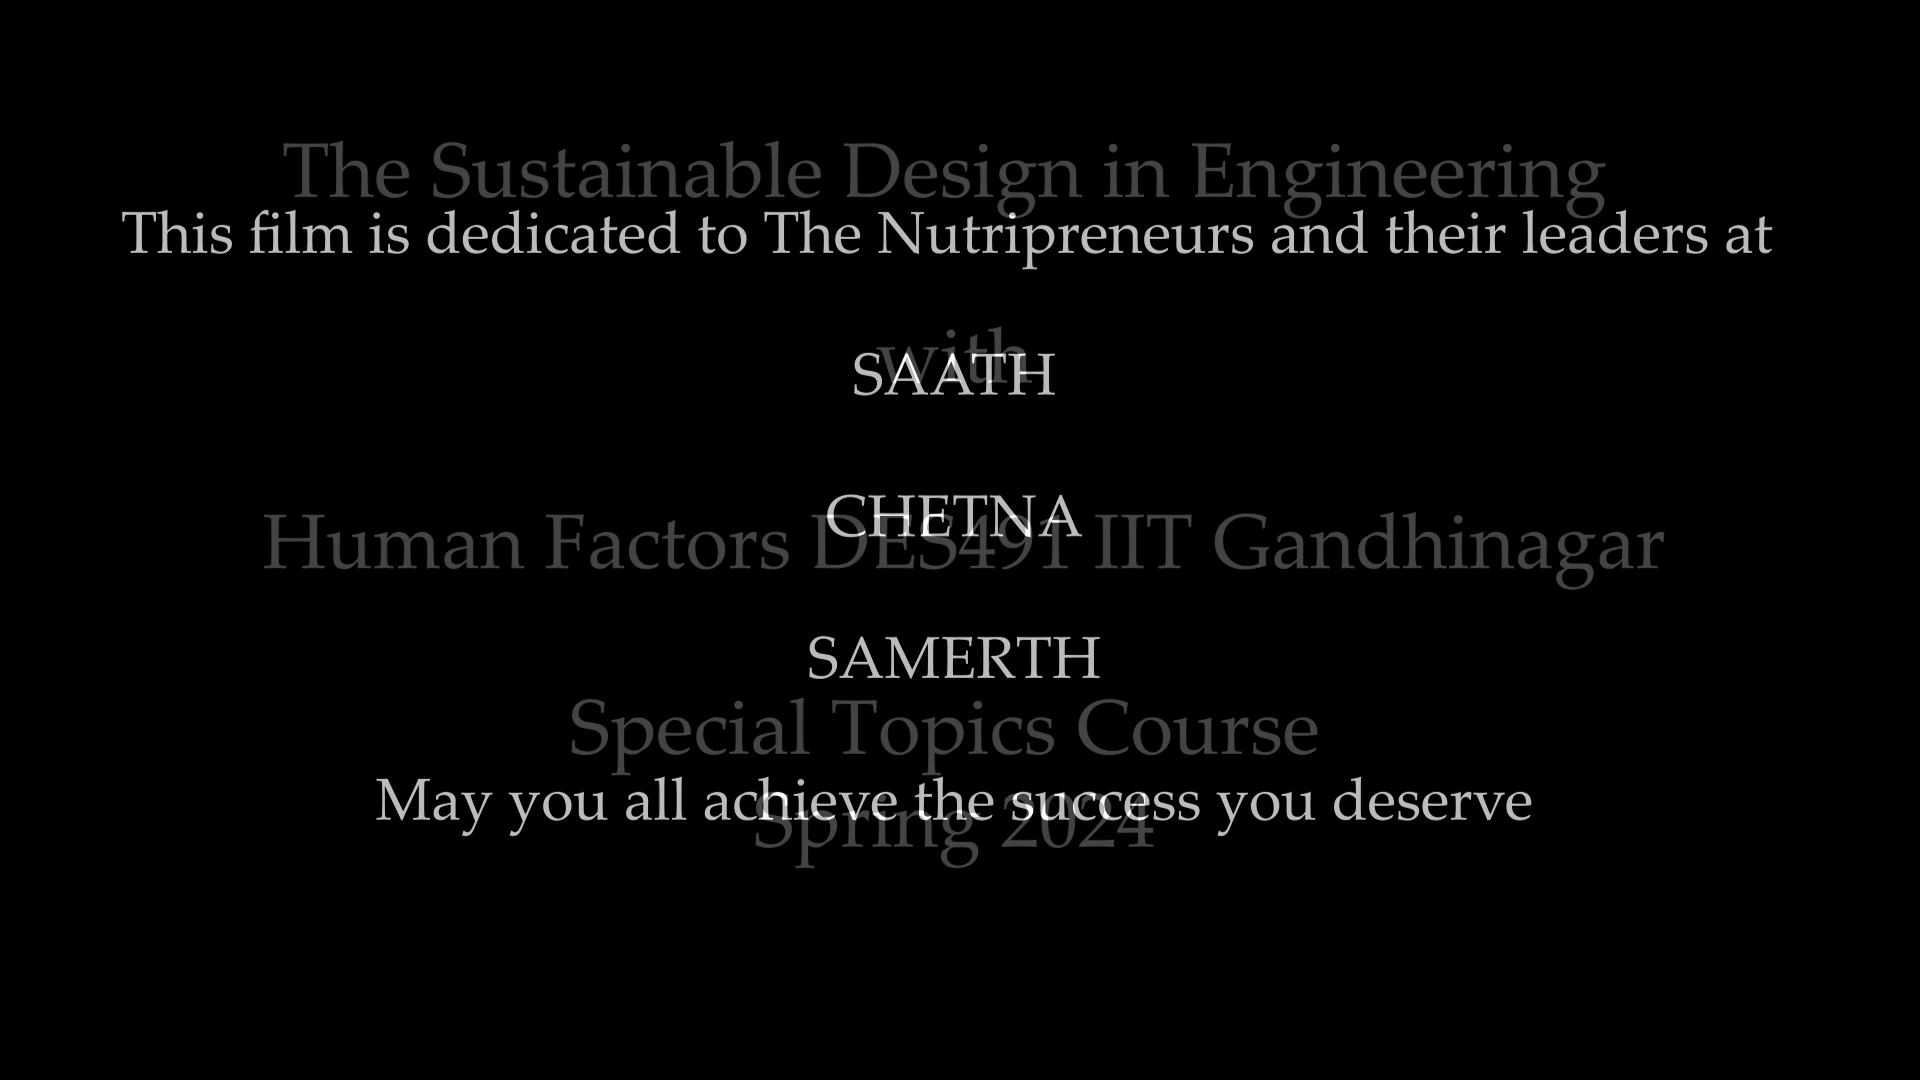 The Sustainable Design in Engineering
This film is dedicated to The Nutripreneurs and their leaders at
with
SAATH
CHETNA
Human Factors DES491 IIT Gandhinagar
SAMERTH
Special Topics Course
May you all achieve the success you deserve
Spring 2024